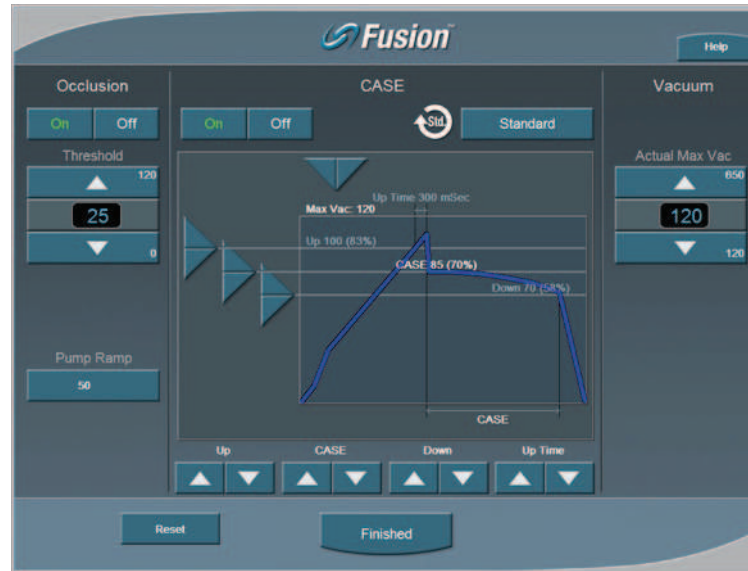 Fusion™
Help
Occlusion
On Off
Threshold
120
25
0
Pump Ramp
50
CASE
On Off Std. Standard
Up Time 300 mSec
Max Vac: 120
Up 100 (83%)
CASE 85 (70%)
Down 70 (58%)
CASE
Up CASE Down Up Time
Vacuum
Actual Max Vac
650
120
120
Reset
Finished